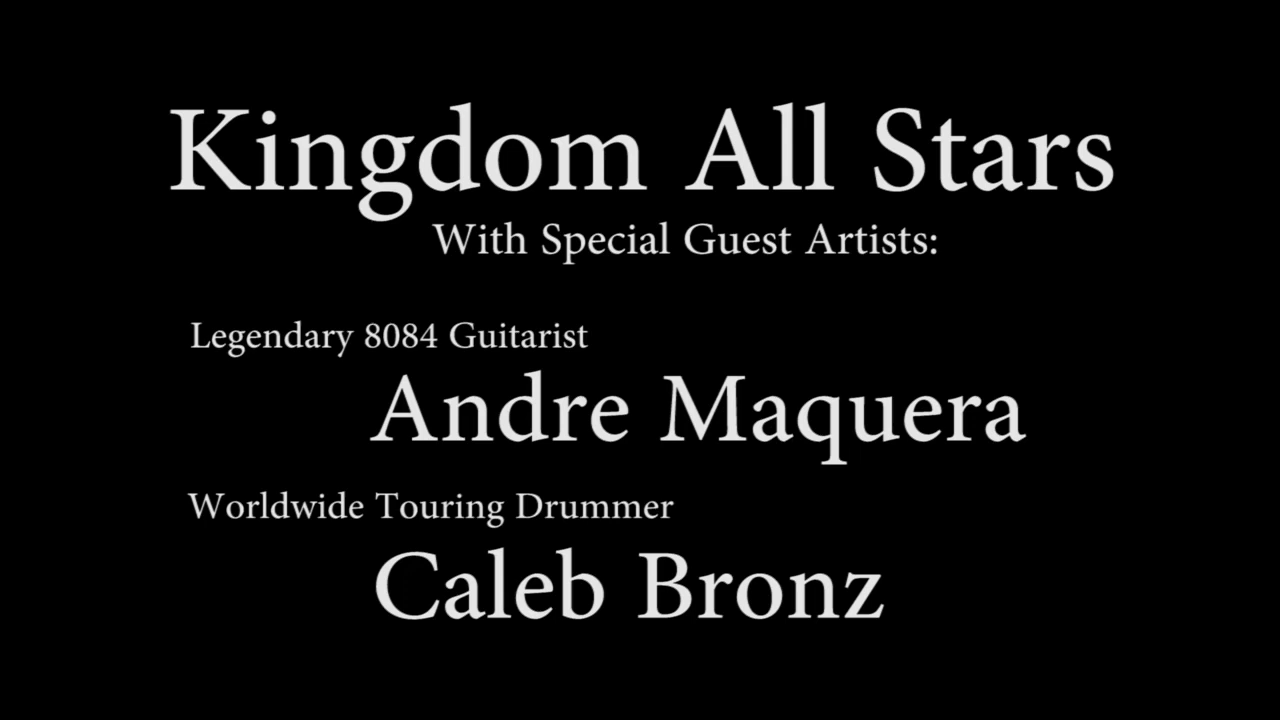 Kingdom All Stars
With Special Guest Artists:
Legendary 8084 Guitarist
Andre Maquera
Worldwide Touring Drummer
Caleb Bronz